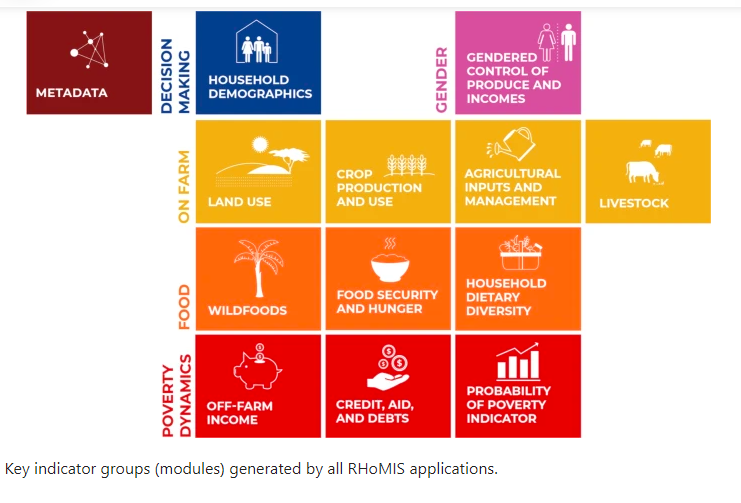 METADATA
DECISION
MAKING
HOUSEHOLD
DEMOGRAPHICS
GENDER
GENDERED
CONTROL OF
PRODUCE AND
INCOMES
ON FARM
LAND USE
CROP
PRODUCTION
AND USE
AGRICULTURAL
INPUTS AND
MANAGEMENT
LIVESTOCK
FOOD
WILDFOODS
FOOD SECURITY
AND HUNGER
HOUSEHOLD
DIETARY
DIVERSITY
POVERTY
DYNAMICS
OFF-FARM
INCOME
CREDIT, AID,
AND DEBTS
PROBABILITY
OF POVERTY
INDICATOR
Key indicator groups (modules) generated by all RHoMIS applications.